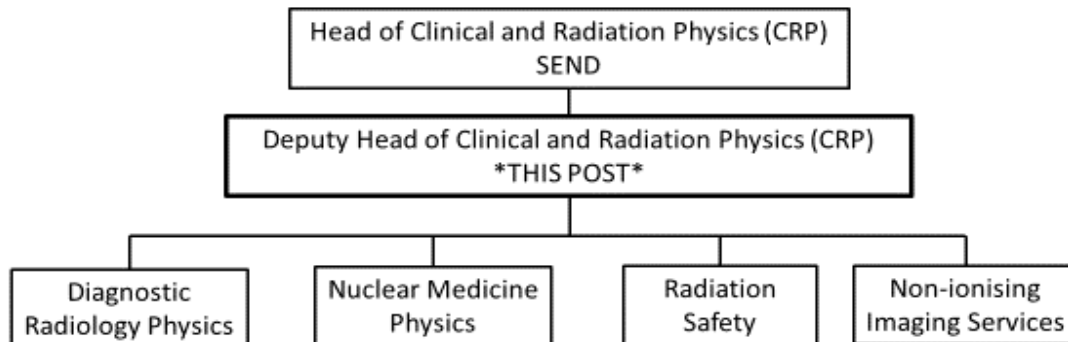 Head of Clinical and Radiation Physics (CRP)
SEND
Deputy Head of Clinical and Radiation Physics (CRP)
*THIS POST*
Diagnostic
Radiology Physics
Nuclear Medicine
Physics
Radiation
Safety
Non-ionising
Imaging Services